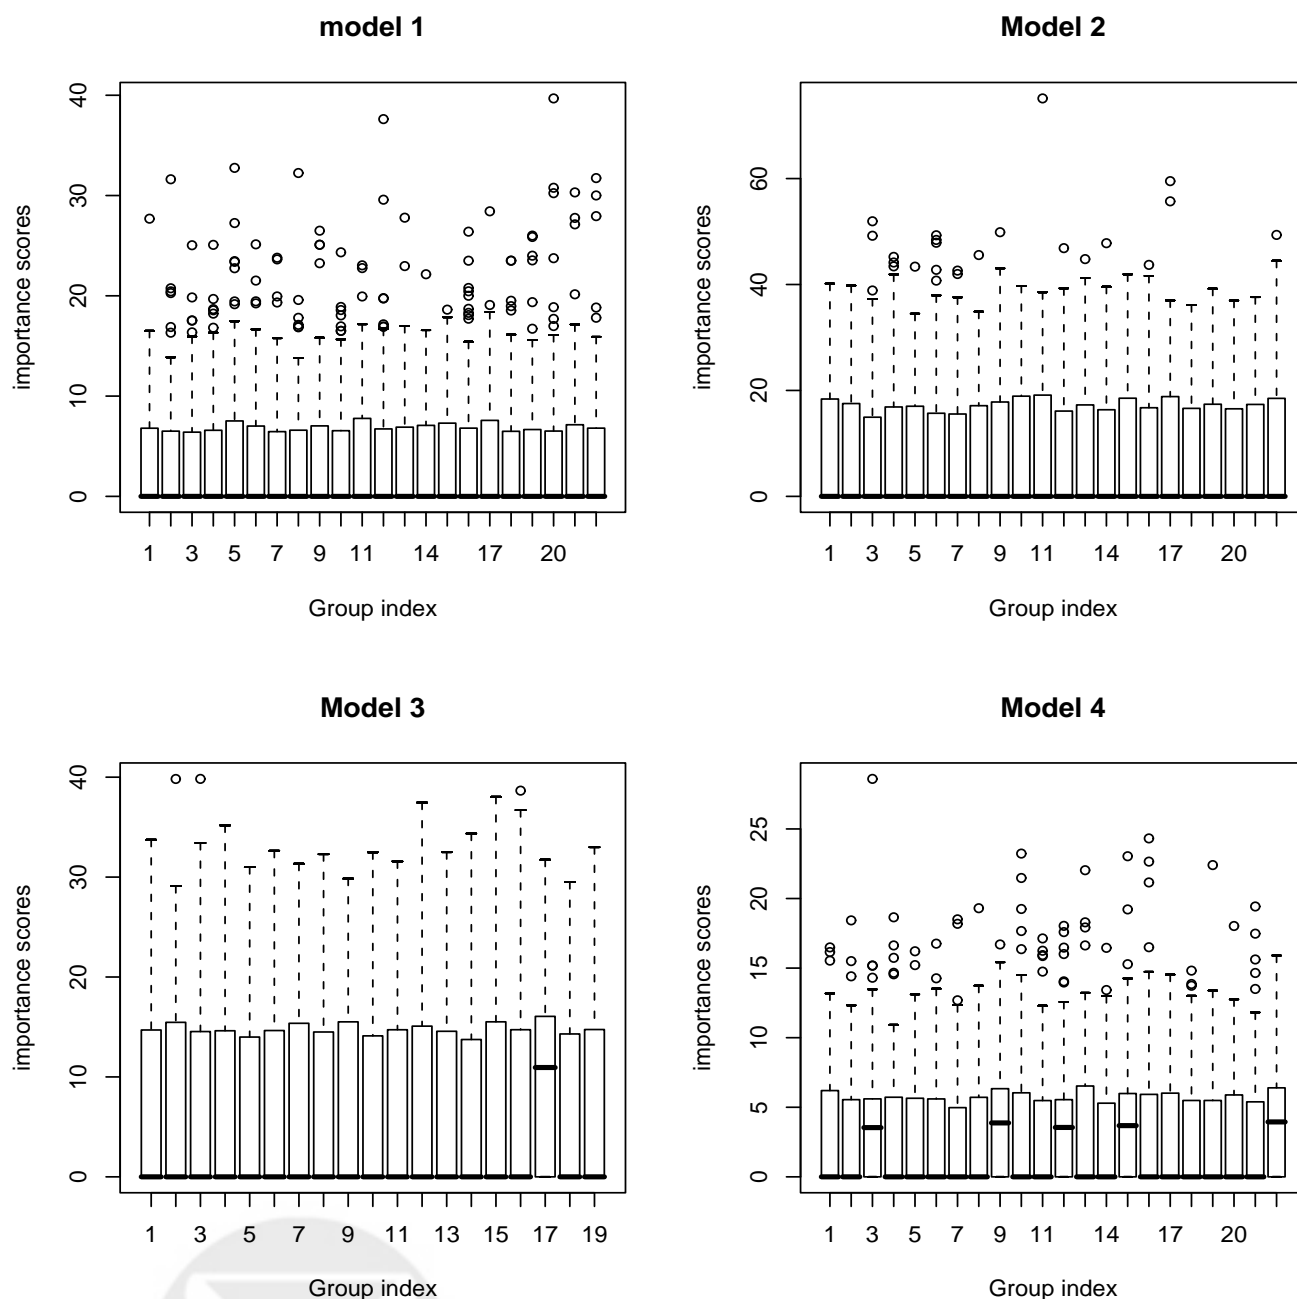 model 1
40
30
20
10
0
importance scores
1 3 5 7 9 11 14 17 20
Group index
Model 2
60
40
20
0
importance scores
1 3 5 7 9 11 14 17 20
Group index
Model 3
40
30
20
10
0
importance scores
1 3 5 7 9 11 13 15 17 19
Group index
Model 4
25
20
15
10
5
0
importance scores
1 3 5 7 9 11 14 17 20
Group index